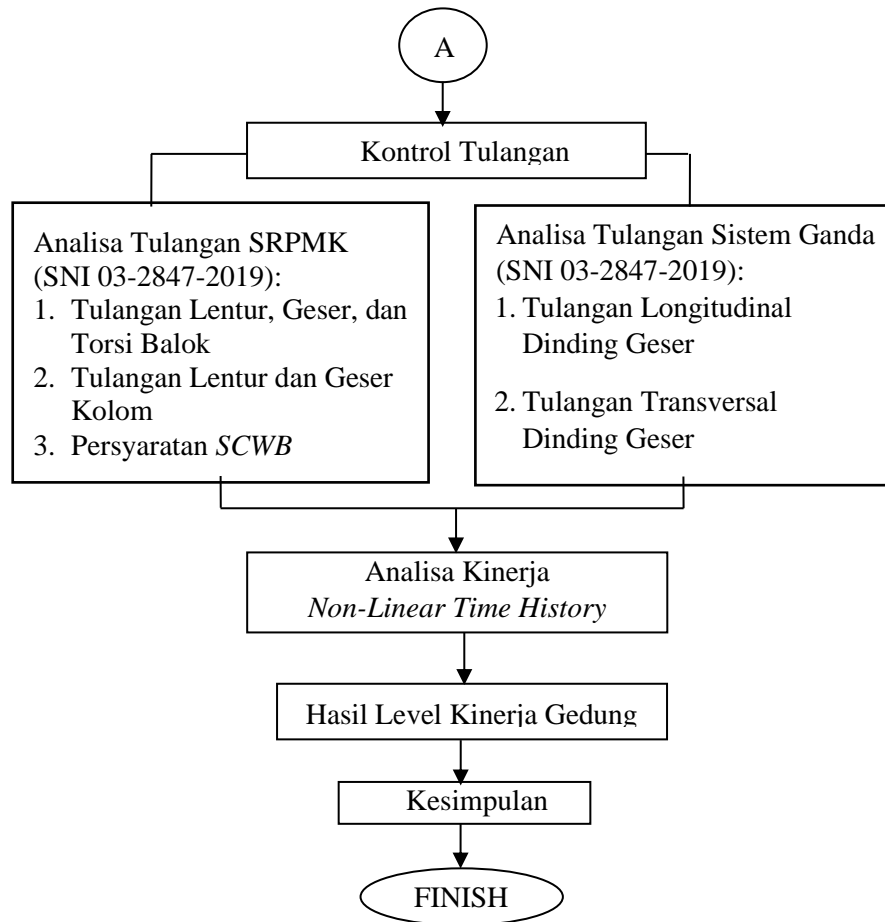 A
Kontrol Tulangan
Analisa Tulangan SRPMK
(SNI 03-2847-2019):
1. Tulangan Lentur, Geser, dan
Torsi Balok
2. Tulangan Lentur dan Geser
Kolom
3. Persyaratan SCWB
Analisa Tulangan Sistem Ganda
(SNI 03-2847-2019):
1. Tulangan Longitudinal
Dinding Geser
2. Tulangan Transversal
Dinding Geser
Analisa Kinerja
Non-Linear Time History
Hasil Level Kinerja Gedung
Kesimpulan
FINISH